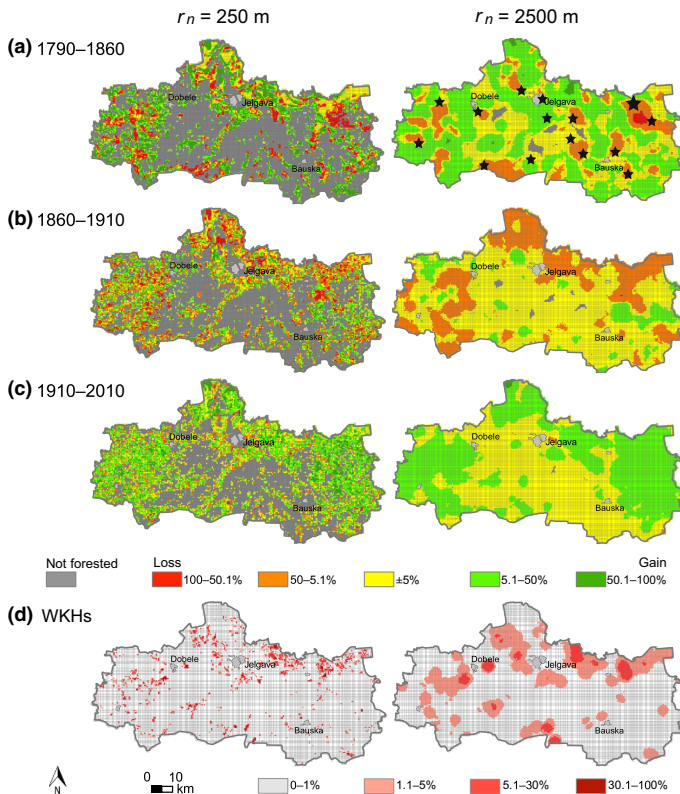 r n = 250 m
r n = 2500 m
(a) 1790–1860
Dobele
Jelgava
Bauska
Dobele
Jelgava
Bauska
(b) 1860–1910
Dobele
Jelgava
Bauska
Dobele
Jelgava
Bauska
(c) 1910–2010
Dobele
Jelgava
Bauska
Dobele
Jelgava
Bauska
Not forested
Loss
Gain
100–50.1%
50–5.1%
±5%
5.1–50%
50.1–100%
(d) WKHs
Dobele
Jelgava
Bauska
Dobele
Jelgava
Bauska
N
0 10
km
0–1%
1.1–5%
5.1–30%
30.1–100%